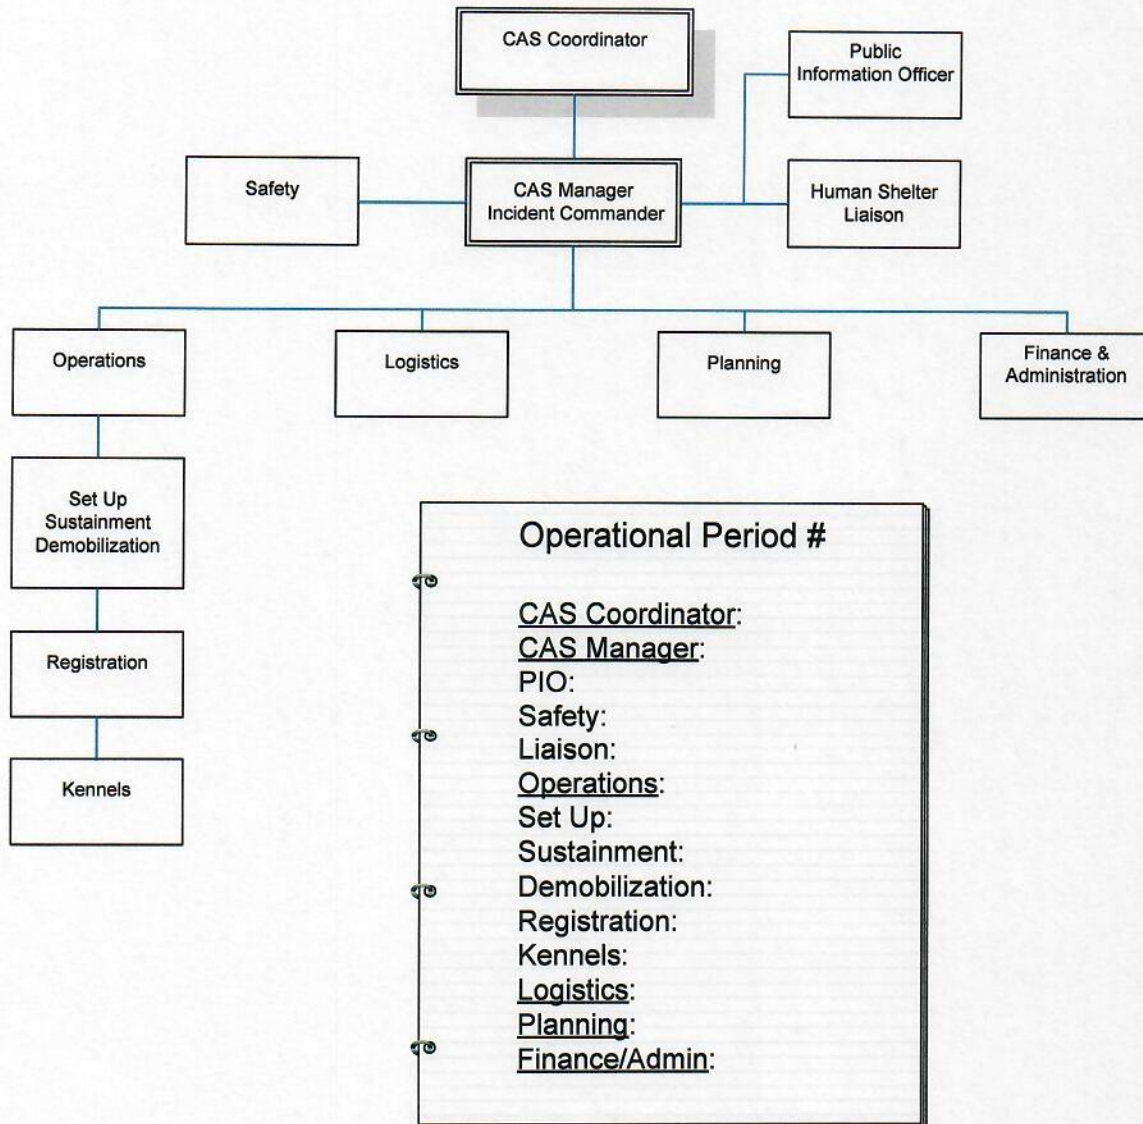 CAS Coordinator
Public
Information Officer
Safety
CAS Manager
Incident Commander
Human Shelter
Liaison
Operations
Logistics
Planning
Finance &
Administration
Set Up
Sustainment
Demobilization
Registration
Kennels
Operational Period #
CAS Coordinator:
CAS Manager:
PIO:
Safety:
Liaison:
Operations:
Set Up:
Sustainment:
Demobilization:
Registration:
Kennels:
Logistics:
Planning:
Finance/Admin: